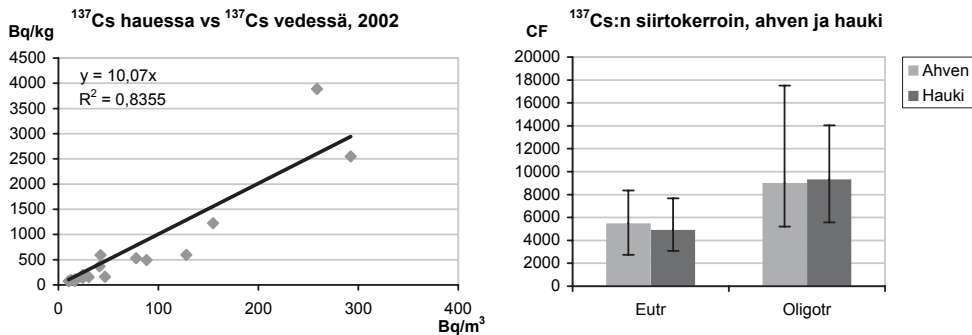 ¹³⁷Cs hauessa vs ¹³⁷Cs vedessä, 2002
Bq/kg
4500
4000
3500
3000
2500
2000
1500
1000
500
0
y = 10,07x
R² = 0,8355
0 100 200 300 400
Bq/m³
¹³⁷Cs:n siirtokerroin, ahven ja hauki
CF
20000
18000
16000
14000
12000
10000
8000
6000
4000
2000
0
Eutr Oligotr
Ahven
Hauki